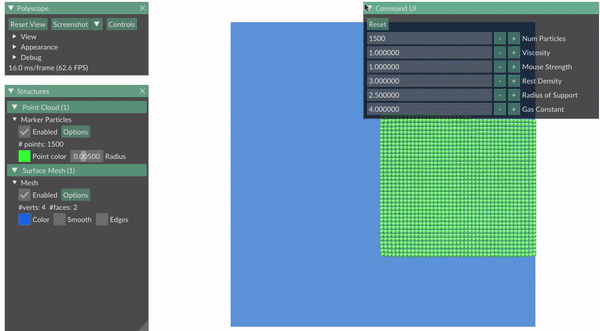 Polyscope
Reset View Screenshot Controls
View
Appearance
Debug
16.0 ms/frame (62.6 FPS)
Structures
Point Cloud (1)
Marker Particles
Enabled Options
# points: 1500
Point color 0.00500 Radius
Surface Mesh (1)
Mesh
Enabled Options
#verts: 4 #faces: 2
Color Smooth Edges
Command UI
Reset
1500 - + Num Particles
1.000000 - + Viscosity
1.000000 - + Mouse Strength
3.000000 - + Rest Density
2.500000 - + Radius of Support
4.000000 - + Gas Constant